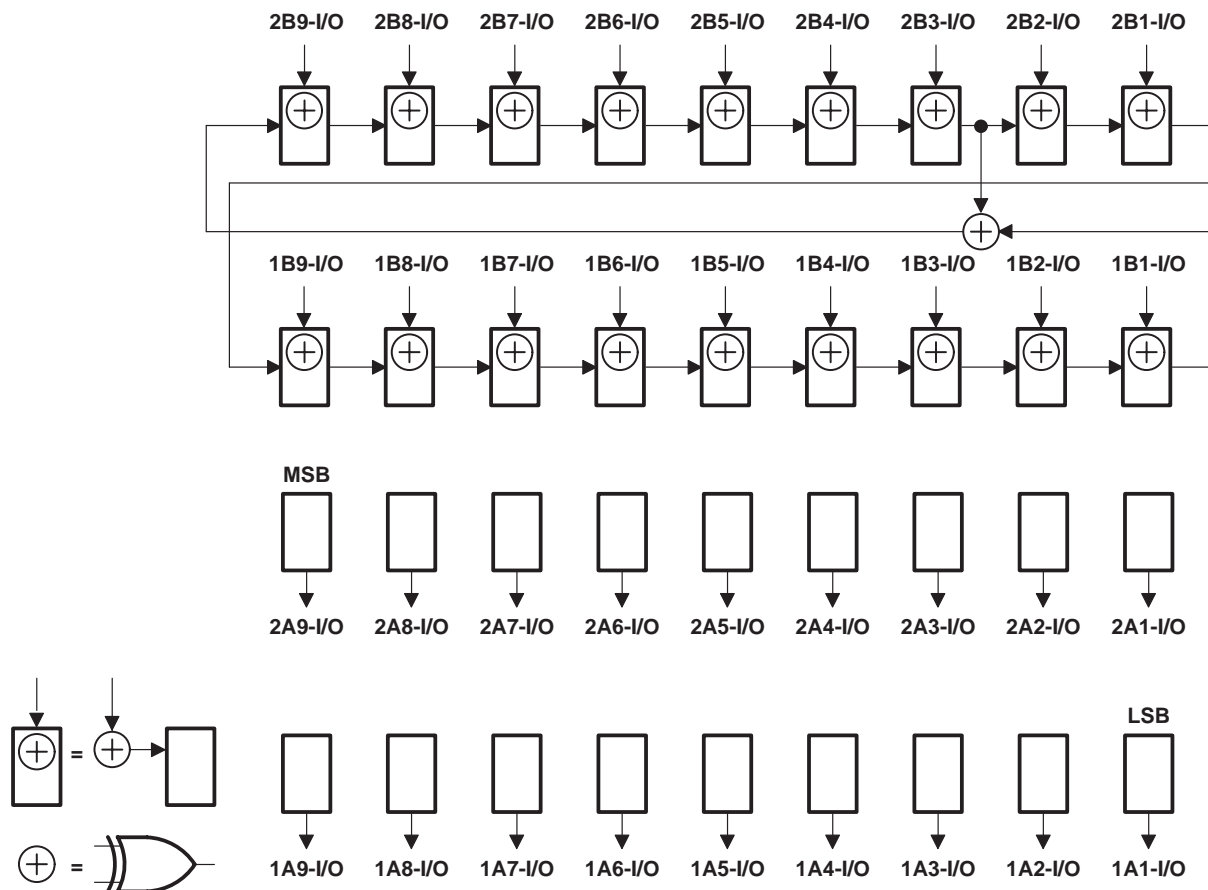 2B9-I/O 2B8-I/O 2B7-I/O 2B6-I/O 2B5-I/O 2B4-I/O 2B3-I/O 2B2-I/O 2B1-I/O
1B9-I/O 1B8-I/O 1B7-I/O 1B6-I/O 1B5-I/O 1B4-I/O 1B3-I/O 1B2-I/O 1B1-I/O
MSB
2A9-I/O 2A8-I/O 2A7-I/O 2A6-I/O 2A5-I/O 2A4-I/O 2A3-I/O 2A2-I/O 2A1-I/O
LSB
=
=
1A9-I/O 1A8-I/O 1A7-I/O 1A6-I/O 1A5-I/O 1A4-I/O 1A3-I/O 1A2-I/O 1A1-I/O